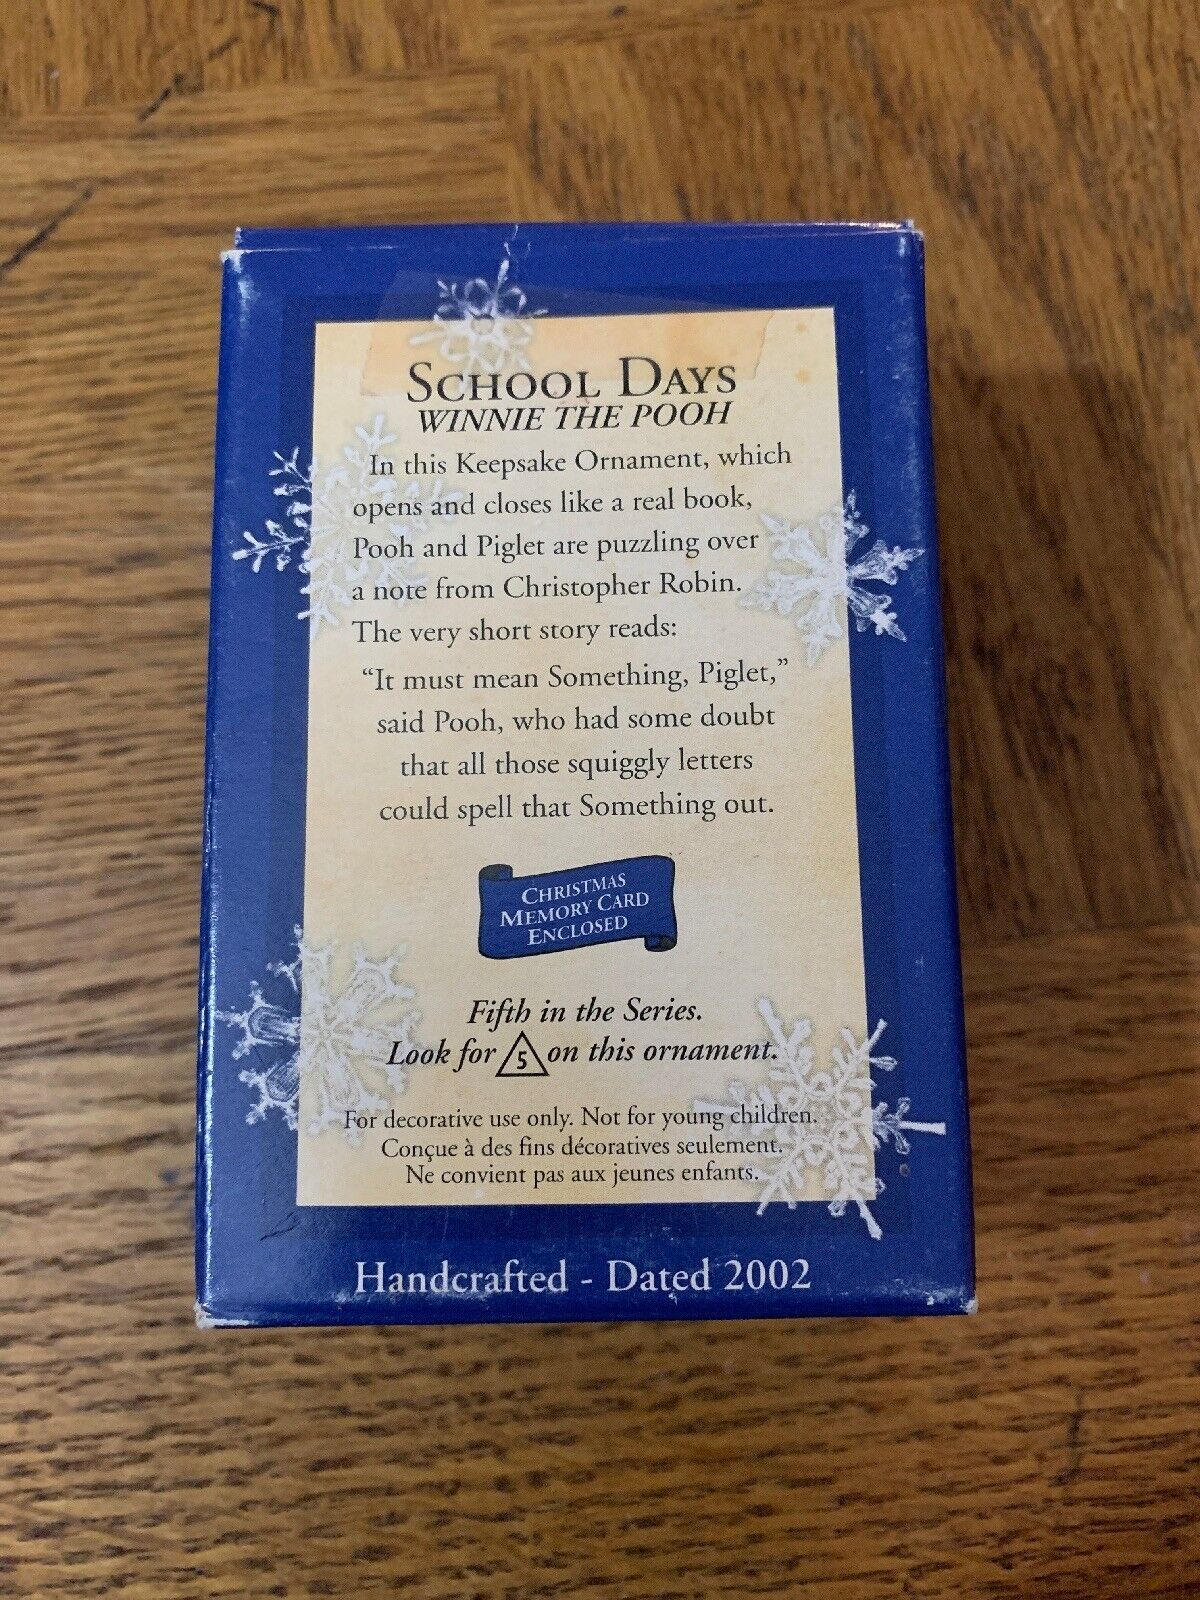 School Days
WINNIE THE POOH
In this Keepsake Ornament, which
opens and closes like a real book,
Pooh and Piglet are puzzling over
a note from Christopher Robin.
The very short story reads:
“It must mean Something, Piglet,”
said Pooh, who had some doubt
that all those squiggly letters
could spell that Something out.
Christmas
Memory Card
Enclosed
Fifth in the Series.
Look for 5 on this ornament.
For decorative use only. Not for young children.
Conçue à des fins décoratives seulement.
Ne convient pas aux jeunes enfants.
Handcrafted - Dated 2002